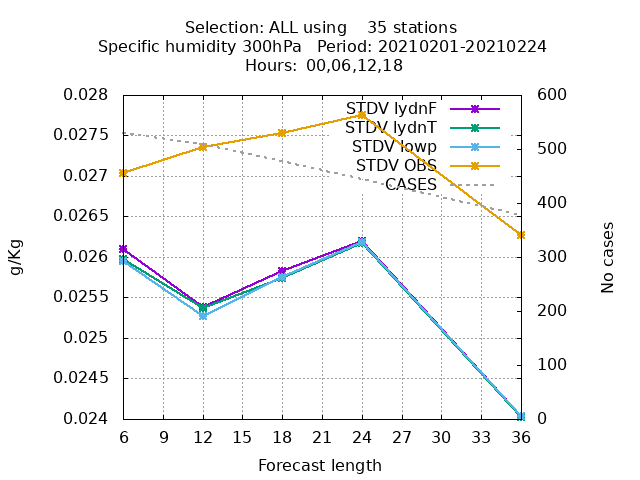 Selection: ALL using    35 stations
Specific humidity 300hPa   Period: 20210201-20210224
Hours:  00,06,12,18
0.028
0.0275
0.027
0.0265
0.026
0.0255
0.025
0.0245
0.024
g/Kg
STDV lydnF
STDV lydnT
STDV iowp
STDV OBS
CASES
600
500
400
300
200
100
0
No cases
6 9 12 15 18 21 24 27 30 33 36
Forecast length